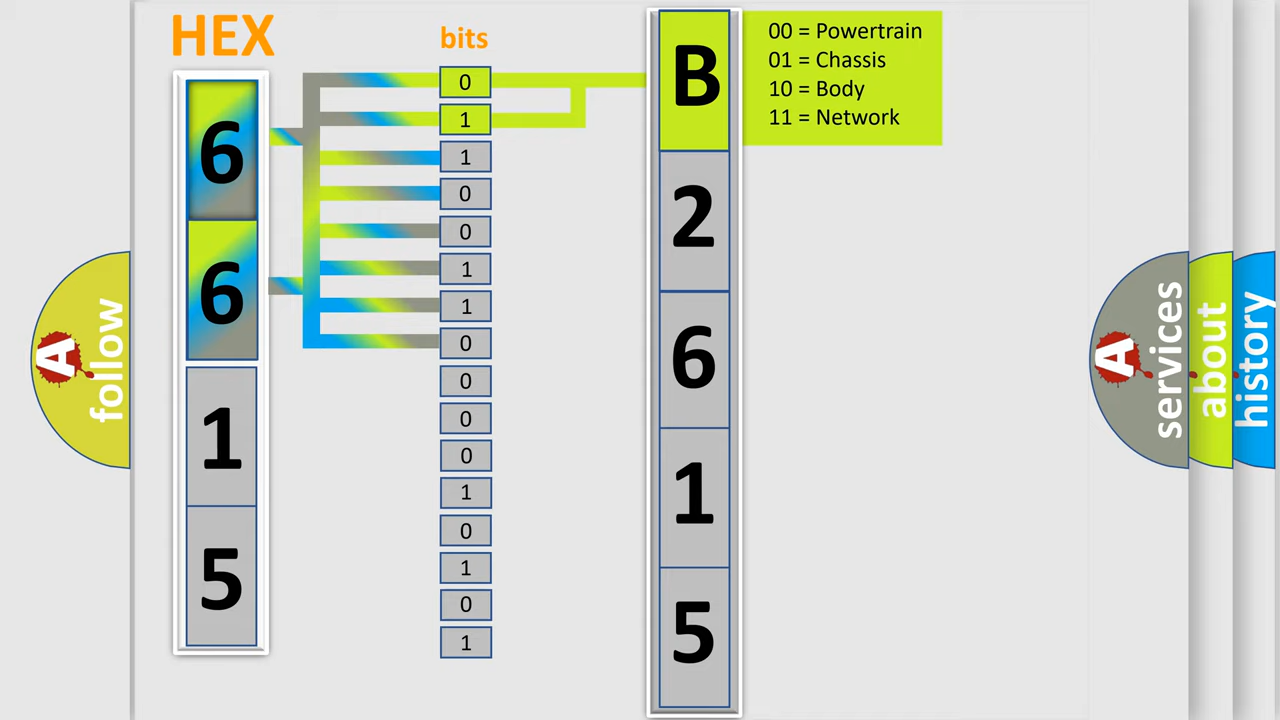 HEX
bits
6
6
1
5
0
1
1
0
0
1
1
0
0
0
0
1
0
1
0
1
B
2
6
1
5
00 = Powertrain
01 = Chassis
10 = Body
11 = Network
A
follow
A
services
about
history